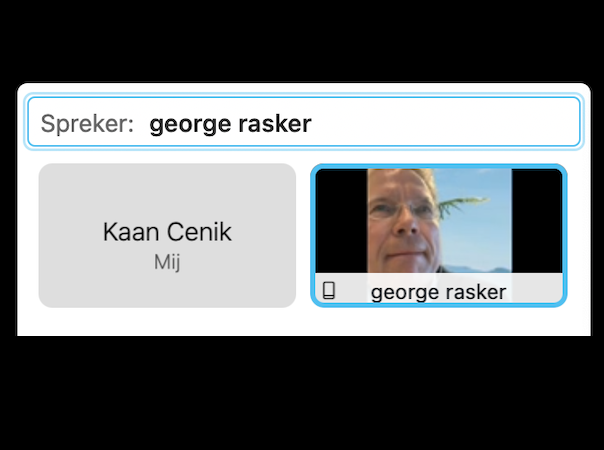 Spreker: george rasker
Kaan Cenik
Mij
george rasker